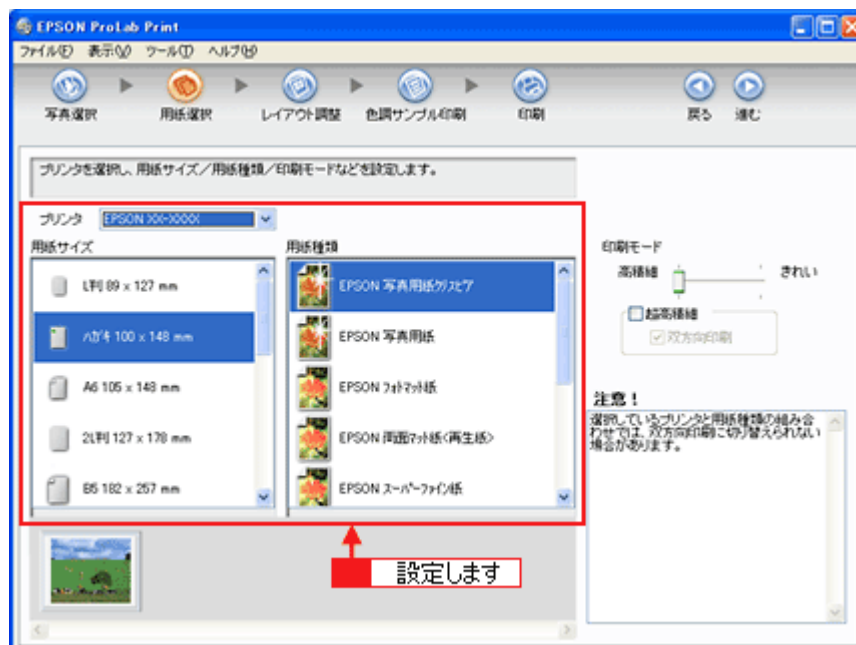 EPSON ProLab Print
ファイル(F) 表示(V) ツール(T) ヘルプ(H)
写真選択 用紙選択 レイアウト調整 色調サンプル印刷 印刷 戻る 進む
プリンタを選択し、用紙サイズ/用紙種類/印刷モードなどを設定します。
プリンタ EPSON XX-XXXX
用紙サイズ
L判 89 x 127 mm
ハガキ 100 x 148 mm
A6 105 x 148 mm
2L判 127 x 178 mm
B5 182 x 257 mm
用紙種類
EPSON 写真用紙クリスピア
EPSON 写真用紙
EPSON フォトマット紙
EPSON 両面マット紙<再生紙>
EPSON スーパーファイン紙
印刷モード
高精細 きれい
超高精細
双方向印刷
注意!
選択しているプリンタと用紙種類の組み合
わせでは、双方向印刷に切り替えられない
場合があります。
設定します